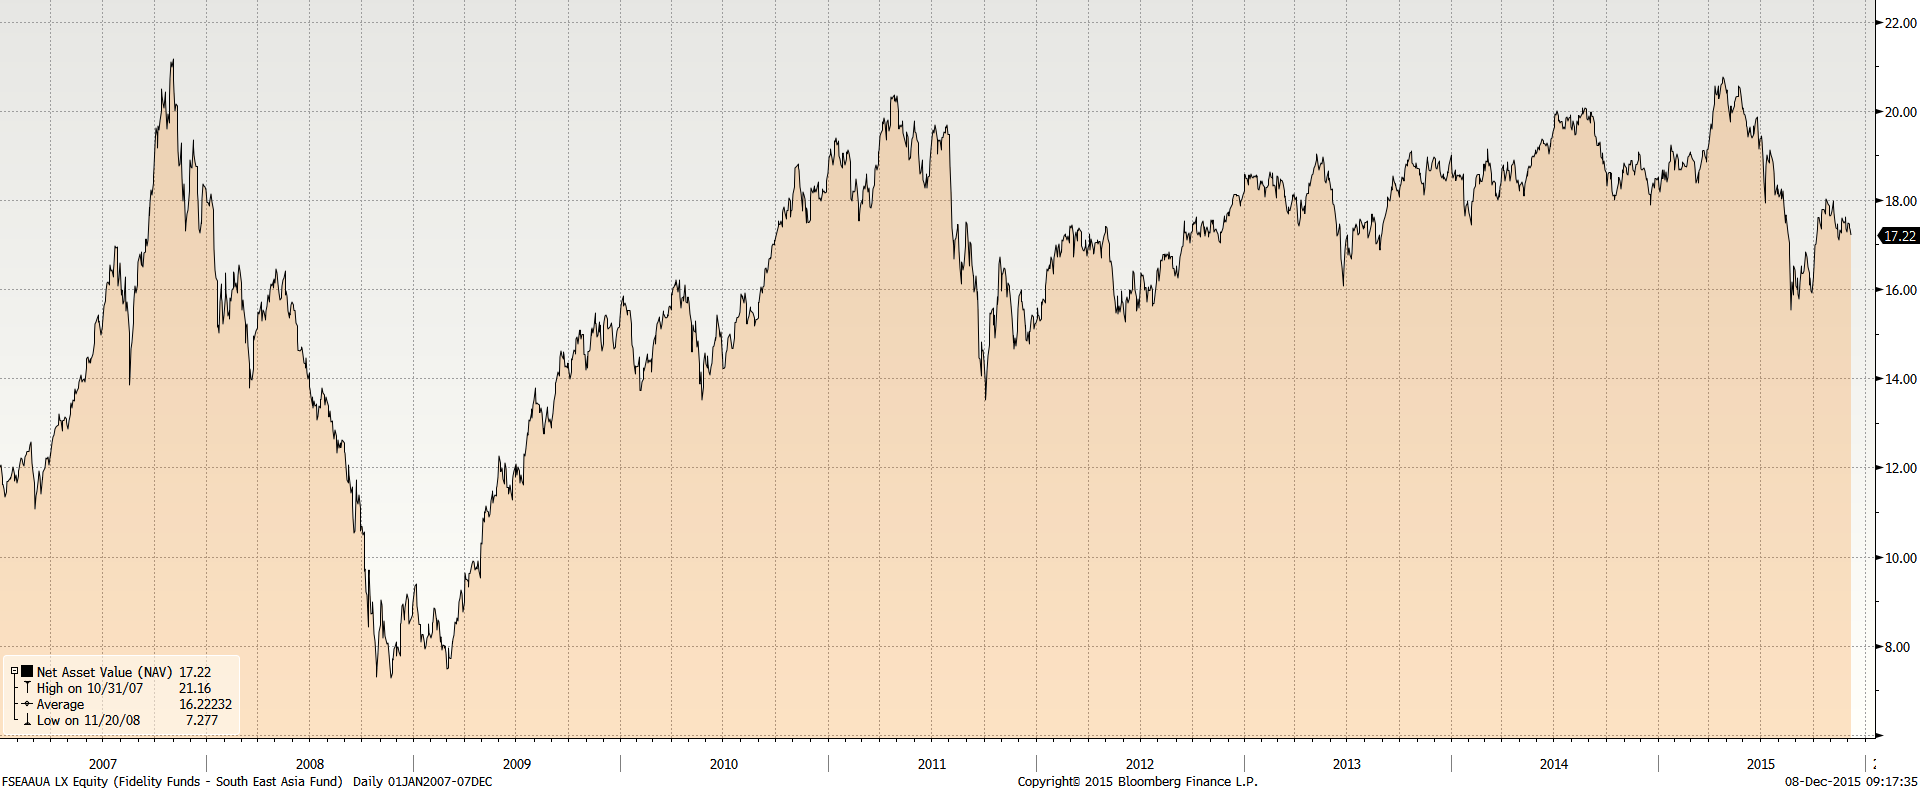 22.00
20.00
18.00
17.22
16.00
14.00
12.00
10.00
8.00
Net Asset Value (NAV) 17.22
High on 10/31/07 21.16
Average 16.22232
Low on 11/20/08 7.277
2007 2008 2009 2010 2011 2012 2013 2014 2015
FSEAAUA LX Equity (Fidelity Funds - South East Asia Fund) Daily 01JAN2007-07DEC Copyright© 2015 Bloomberg Finance L.P. 08-Dec-2015 09:17:35